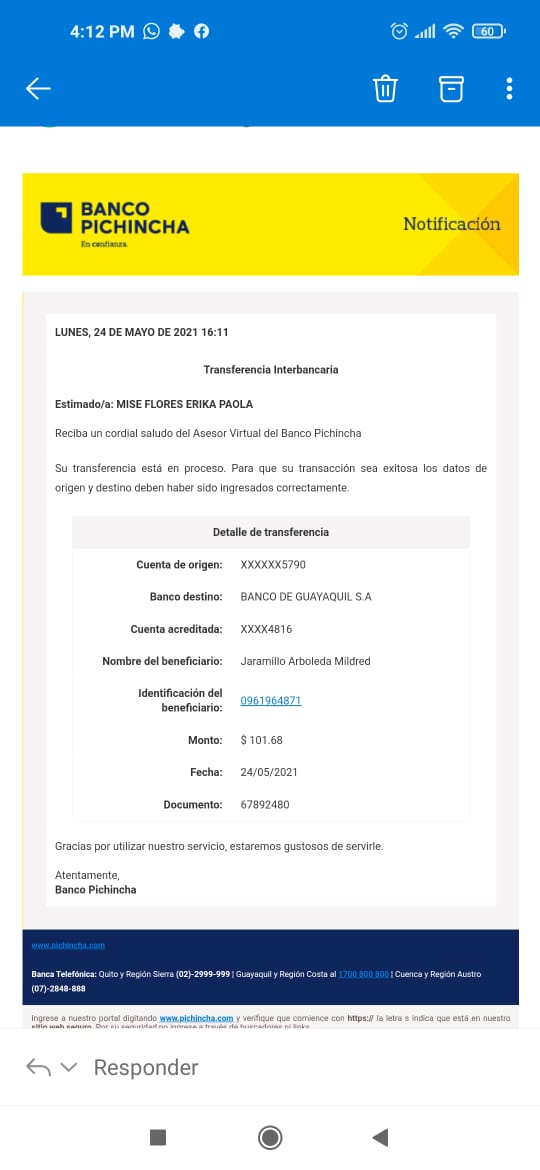 4:12 PM
60
BANCO
PICHINCHA
En confianza.
Notificación
LUNES, 24 DE MAYO DE 2021 16:11
Transferencia Interbancaria
Estimado/a: MISE FLORES ERIKA PAOLA
Reciba un cordial saludo del Asesor Virtual del Banco Pichincha
Su transferencia está en proceso. Para que su transacción sea exitosa los datos de
origen y destino deben haber sido ingresados correctamente.
Detalle de transferencia
Cuenta de origen: XXXXXX5790
Banco destino: BANCO DE GUAYAQUIL S.A
Cuenta acreditada: XXXX4816
Nombre del beneficiario: Jaramillo Arboleda Mildred
Identificación del
beneficiario: 0961964871
Monto: $ 101.68
Fecha: 24/05/2021
Documento: 67892480
Gracias por utilizar nuestro servicio, estaremos gustosos de servirle.
Atentamente,
Banco Pichincha
www.pichincha.com
Banca Telefónica: Quito y Región Sierra (02)-2999-999 | Guayaquil y Región Costa al 1700 800 800 | Cuenca y Región Austro
(07)-2848-888
Ingrese a nuestro portal digitando www.pichincha.com y verifique que comience con https:// la letra s indica que está en nuestro
sitio web seguro. Por su seguridad no ingrese a través de buscadores ni links
Responder